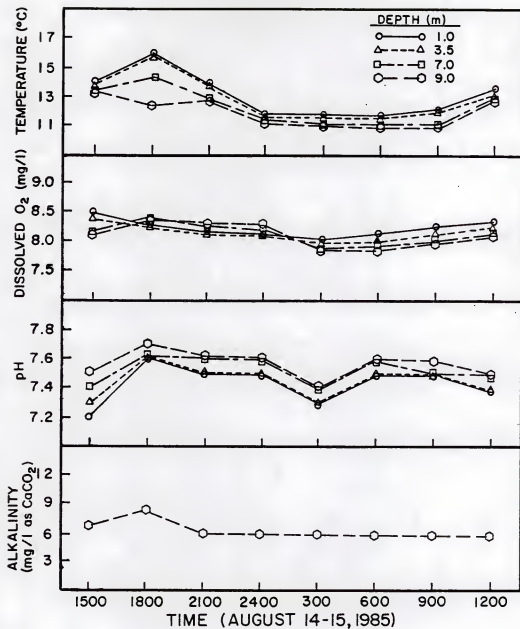 DEPTH (m)
1.0
3.5
7.0
9.0
TEMPERATURE (°C)
17
15
13
11
DISSOLVED O₂ (mg/l)
9.0
8.5
8.0
7.5
pH
7.8
7.6
7.4
7.2
ALKALINITY
(mg/l as CaCO₂)
12
9
6
3
1500 1800 2100 2400 300 600 900 1200
TIME (AUGUST 14-15, 1985)